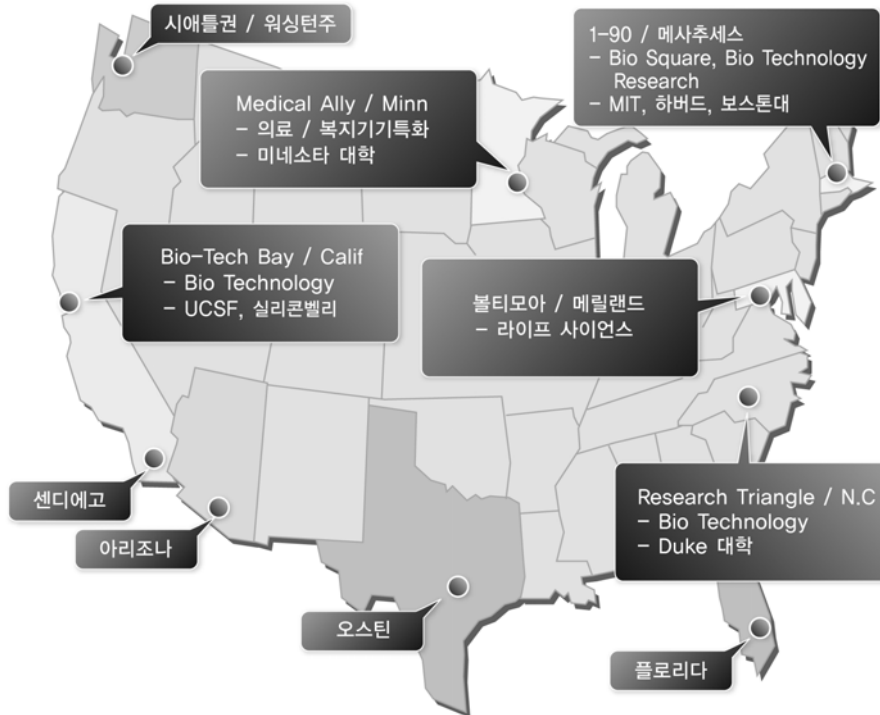 시애틀권 / 워싱턴주
1-90 / 메사추세스
- Bio Square, Bio Technology
Research
- MIT, 하버드, 보스톤대
Medical Ally / Minn
- 의료 / 복지기기특화
- 미네소타 대학
Bio-Tech Bay / Calif
- Bio Technology
- UCSF, 실리콘벨리
볼티모아 / 메릴랜드
- 라이프 사이언스
센디에고
아리조나
오스틴
Research Triangle / N.C
- Bio Technology
- Duke 대학
플로리다